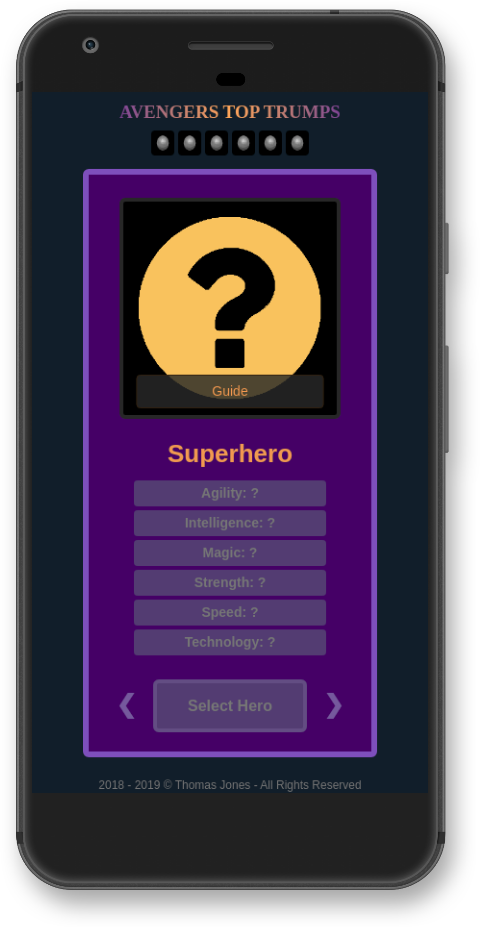 AVENGERS TOP TRUMPS
?
Guide
Superhero
Agility: ?
Intelligence: ?
Magic: ?
Strength: ?
Speed: ?
Technology: ?
❮ Select Hero ❯
2018 - 2019 © Thomas Jones - All Rights Reserved